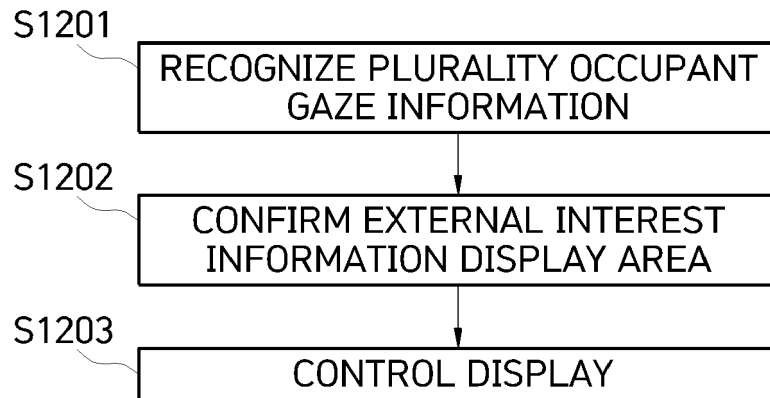 S1201
RECOGNIZE PLURALITY OCCUPANT
GAZE INFORMATION
S1202
CONFIRM EXTERNAL INTEREST
INFORMATION DISPLAY AREA
S1203
CONTROL DISPLAY